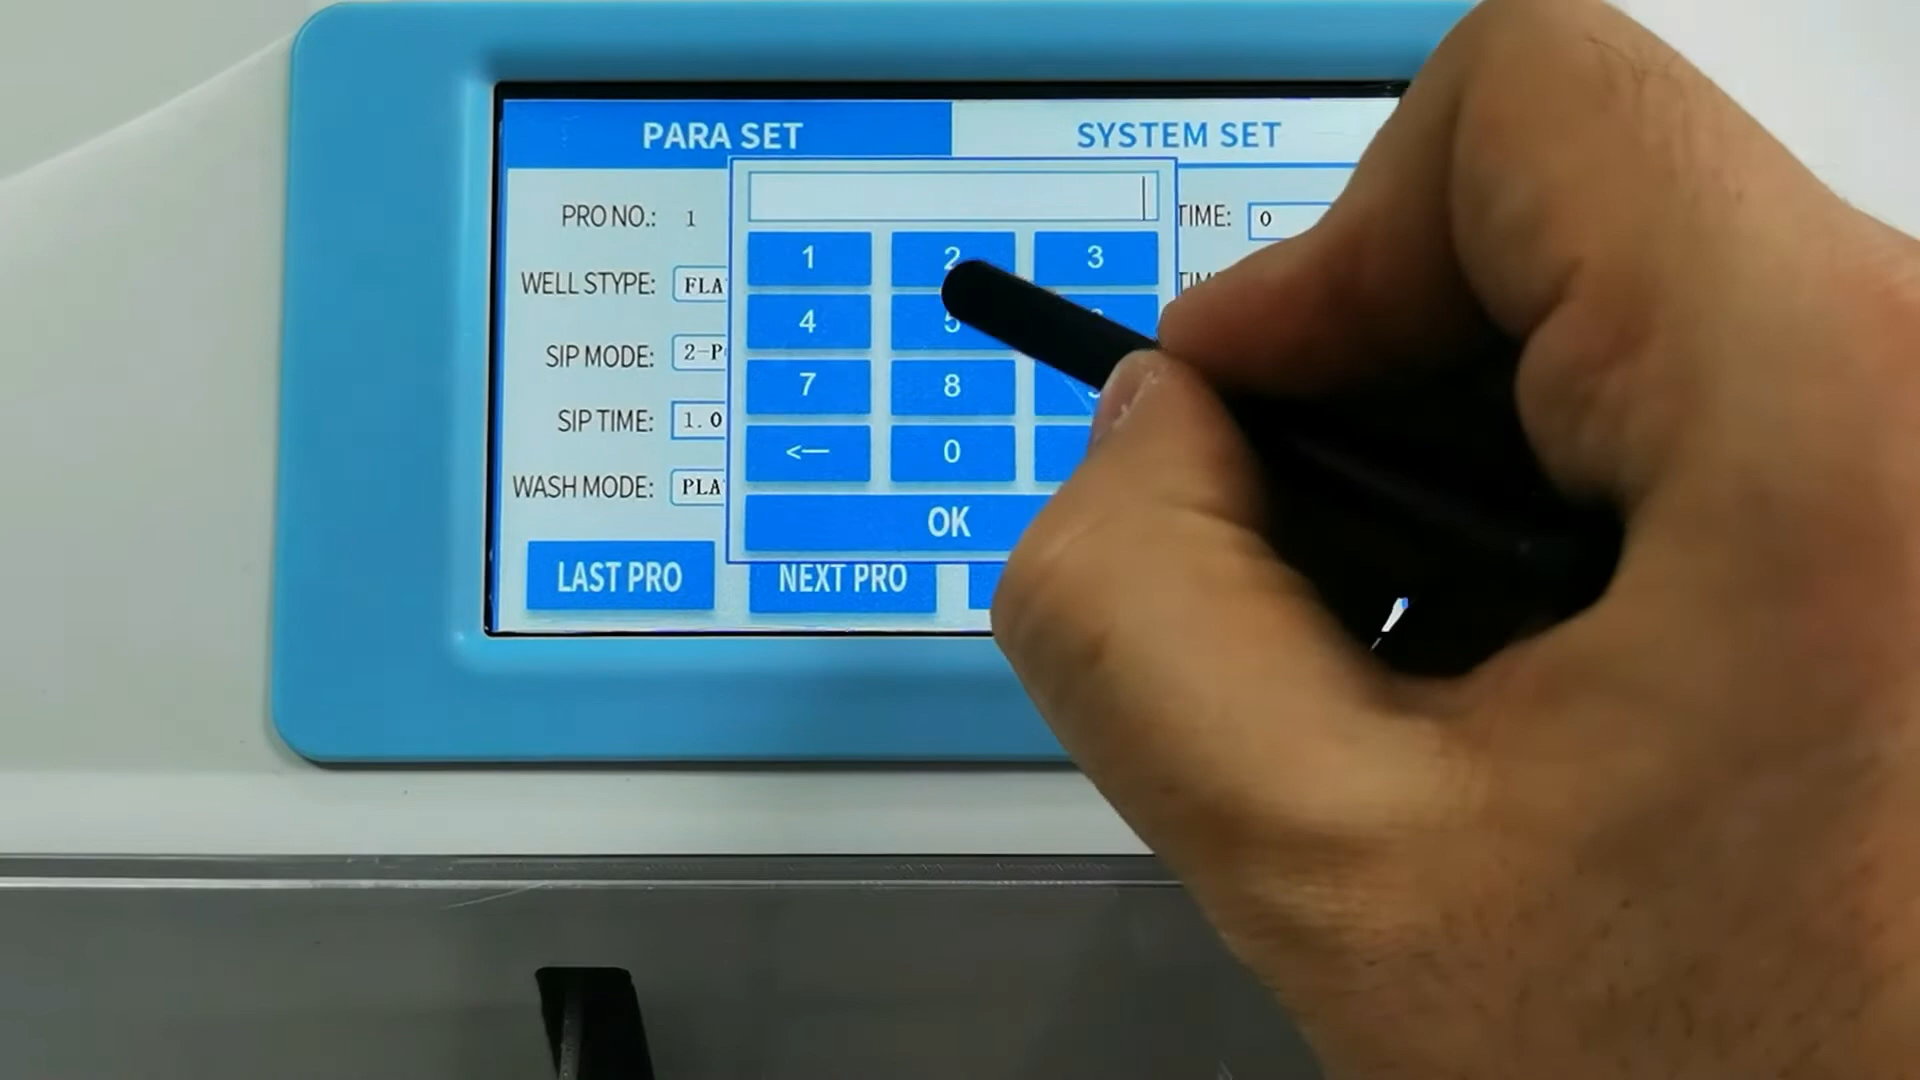 PARA SET SYSTEM SET
PRO NO.: 1 TIME: 0
1 2 3
WELL STYPE: FLA
4 5
SIP MODE: 2-P
7 8
SIP TIME: 1.0
<— 0
WASH MODE: PLA
OK
LAST PRO NEXT PRO